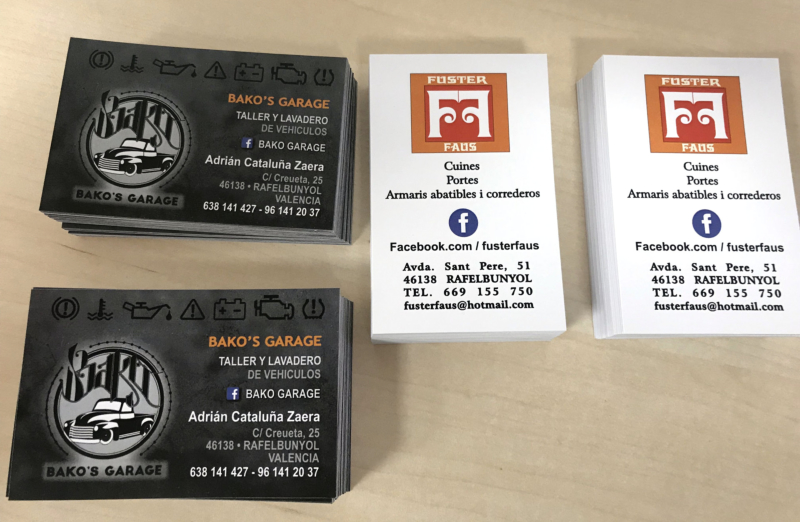 Bako
BAKO'S GARAGE
BAKO'S GARAGE
TALLER Y LAVADERO
DE VEHICULOS
f BAKO GARAGE
Adrián Cataluña Zaera
C/ Creueta, 25
46138 • RAFELBUNYOL
VALENCIA
638 141 427 - 96 141 20 37
Bako
BAKO'S GARAGE
BAKO'S GARAGE
TALLER Y LAVADERO
DE VEHICULOS
f BAKO GARAGE
Adrián Cataluña Zaera
C/ Creueta, 25
46138 • RAFELBUNYOL
VALENCIA
638 141 427 - 96 141 20 37
FUSTER
FAUS
Cuines
Portes
Armaris abatibles i correderos
f
Facebook.com / fusterfaus
Avda. Sant Pere, 51
46138 RAFELBUNYOL
TEL. 669 155 750
fusterfaus@hotmail.com
FUSTER
FAUS
Cuines
Portes
Armaris abatibles i correderos
f
Facebook.com / fusterfaus
Avda. Sant Pere, 51
46138 RAFELBUNYOL
TEL. 669 155 750
fusterfaus@hotmail.com